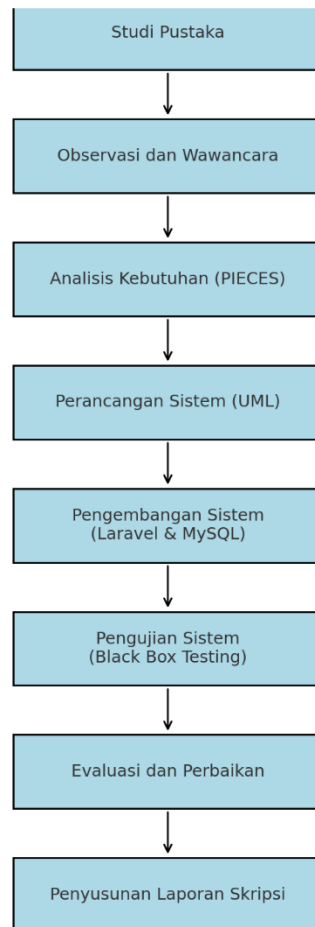 Studi Pustaka
Observasi dan Wawancara
Analisis Kebutuhan (PIECES)
Perancangan Sistem (UML)
Pengembangan Sistem
(Laravel & MySQL)
Pengujian Sistem
(Black Box Testing)
Evaluasi dan Perbaikan
Penyusunan Laporan Skripsi